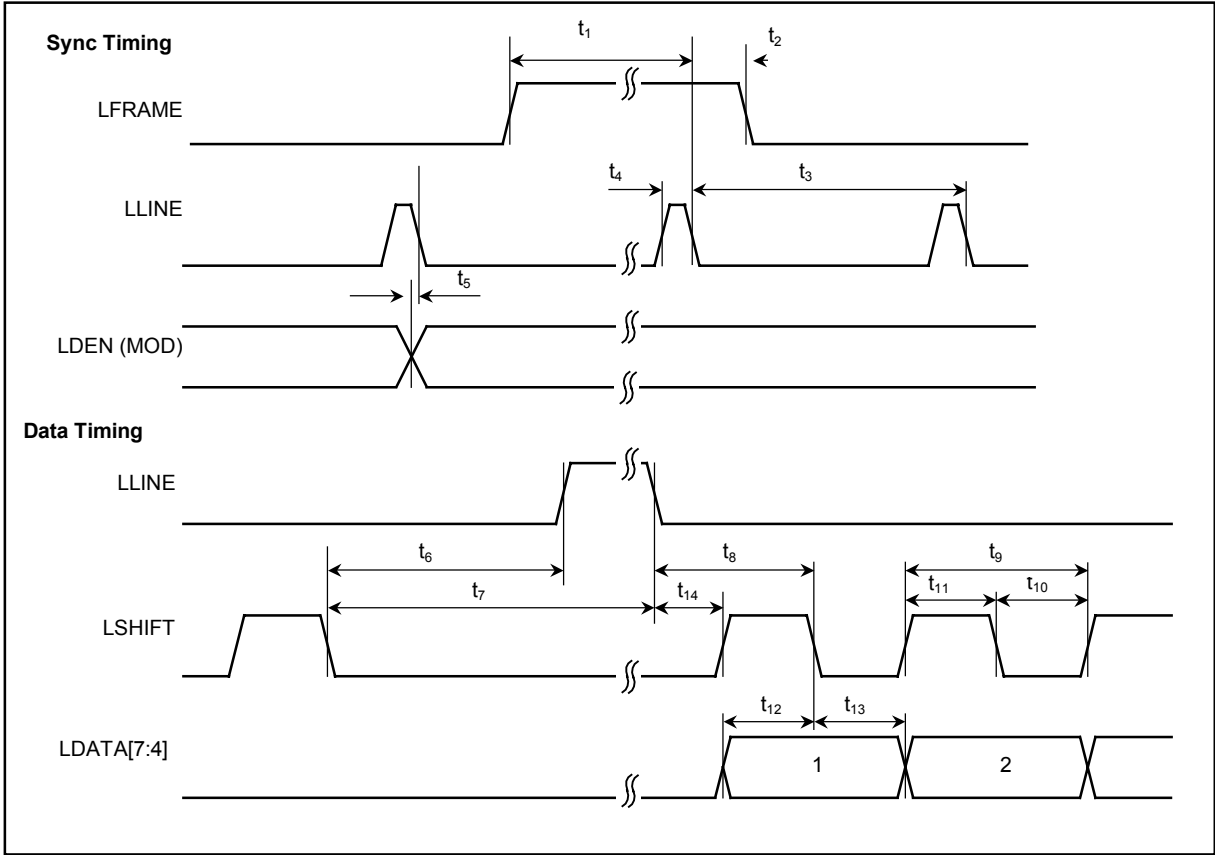 Sync Timing
t1
t2
LFRAME
t4
t3
LLINE
t5
LDEN (MOD)
Data Timing
LLINE
t6
t8
t9
t7
t14
t11
t10
LSHIFT
t12
t13
LDATA[7:4]
1
2